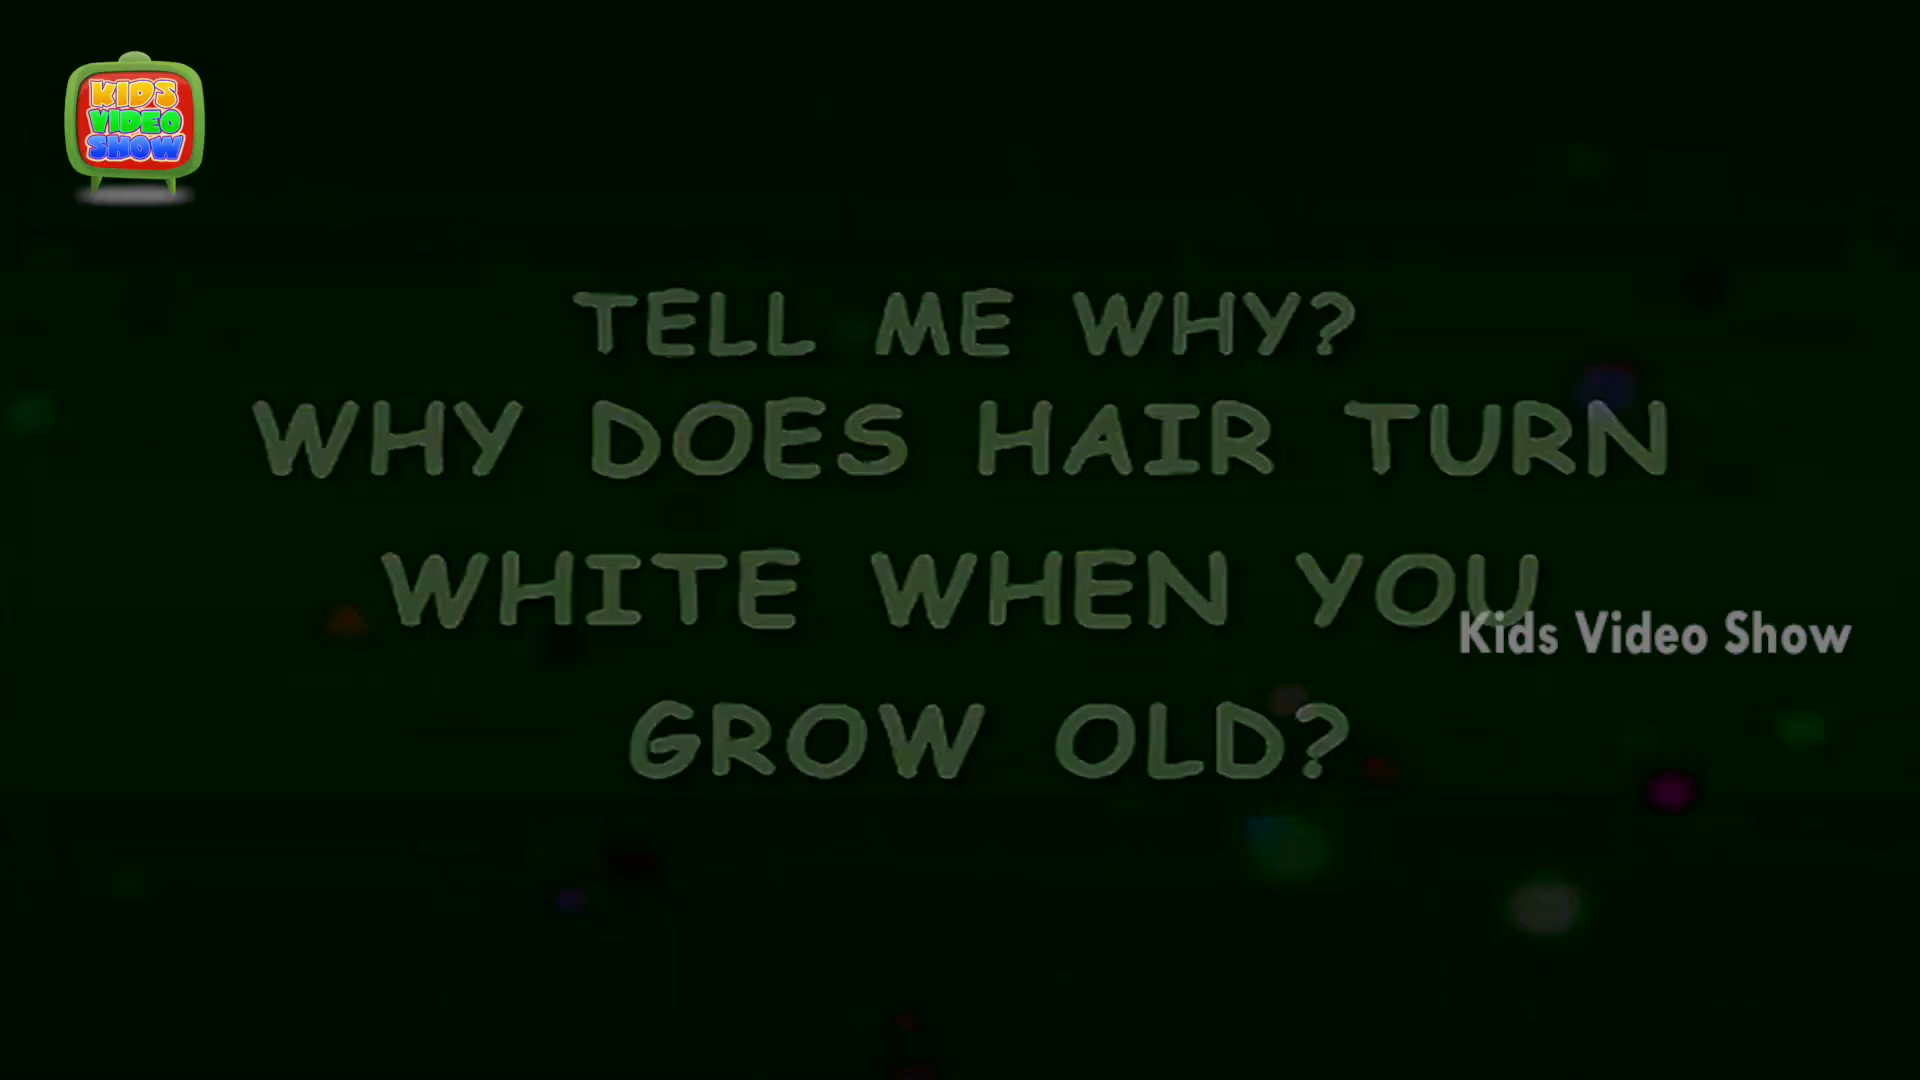 KIDS
VIDEO
SHOW
TELL ME WHY?
WHY DOES HAIR TURN
WHITE WHEN YOU
Kids Video Show
GROW OLD?